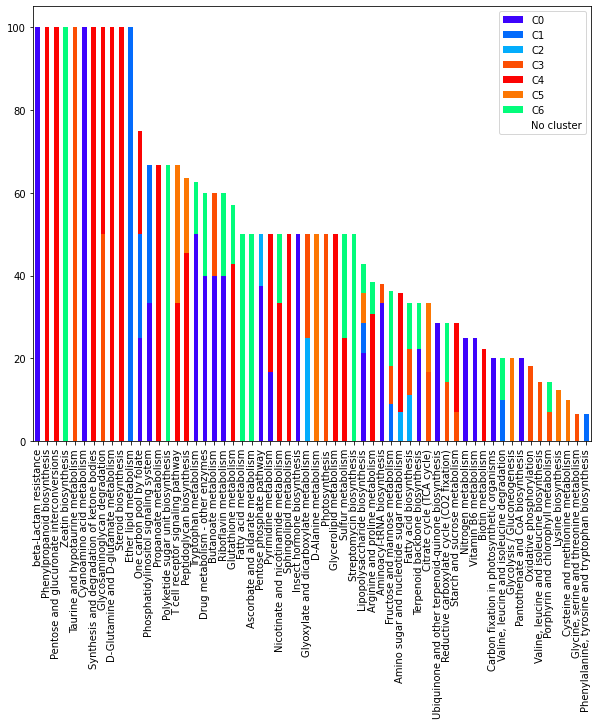 100
80
60
40
20
0
C0
C1
C2
C3
C4
C5
C6
No cluster
beta-Lactam resistance
Phenylpropanoid biosynthesis
Pentose and glucuronate interconversions
Zeatin biosynthesis
Taurine and hypotaurine metabolism
Cyanoamino acid metabolism
Synthesis and degradation of ketone bodies
Glycosaminoglycan degradation
D-Glutamine and D-glutamate metabolism
Steroid biosynthesis
Ether lipid metabolism
One carbon pool by folate
Phosphatidylinositol signaling system
Propanoate metabolism
Polyketide sugar unit biosynthesis
T cell receptor signaling pathway
Peptidoglycan biosynthesis
Tryptophan metabolism
Drug metabolism - other enzymes
Butanoate metabolism
Riboflavin metabolism
Glutathione metabolism
Nitrotoluene degradation
Ascorbate and aldarate metabolism
Pentose phosphate pathway
Pyrimidine metabolism
Nicotinate and nicotinamide metabolism
Sphingolipid metabolism
Insect hormone biosynthesis
Glyoxylate and dicarboxylate metabolism
D-Alanine metabolism
Photosynthesis
Glycerolipid metabolism
Sulfur metabolism
Streptomycin biosynthesis
Lipopolysaccharide biosynthesis
Arginine and proline metabolism
Aminoacyl-tRNA biosynthesis
Fructose and mannose metabolism
Amino sugar and nucleotide sugar metabolism
Fatty acid biosynthesis
Terpenoid backbone biosynthesis
Citrate cycle (TCA cycle)
Ubiquinone and other terpenoid-quinone biosynthesis
Reductive carboxylate cycle (CO2 fixation)
Starch and sucrose metabolism
Nitrogen metabolism
Vitamin B6 metabolism
Biotin metabolism
Carbon fixation in photosynthetic organisms
Valine, leucine and isoleucine degradation
Glycolysis / Gluconeogenesis
Pantothenate and CoA biosynthesis
Oxidative phosphorylation
Valine, leucine and isoleucine biosynthesis
Porphyrin and chlorophyll metabolism
Lysine biosynthesis
Cysteine and methionine metabolism
Glycine, serine and threonine metabolism
Phenylalanine, tyrosine and tryptophan biosynthesis